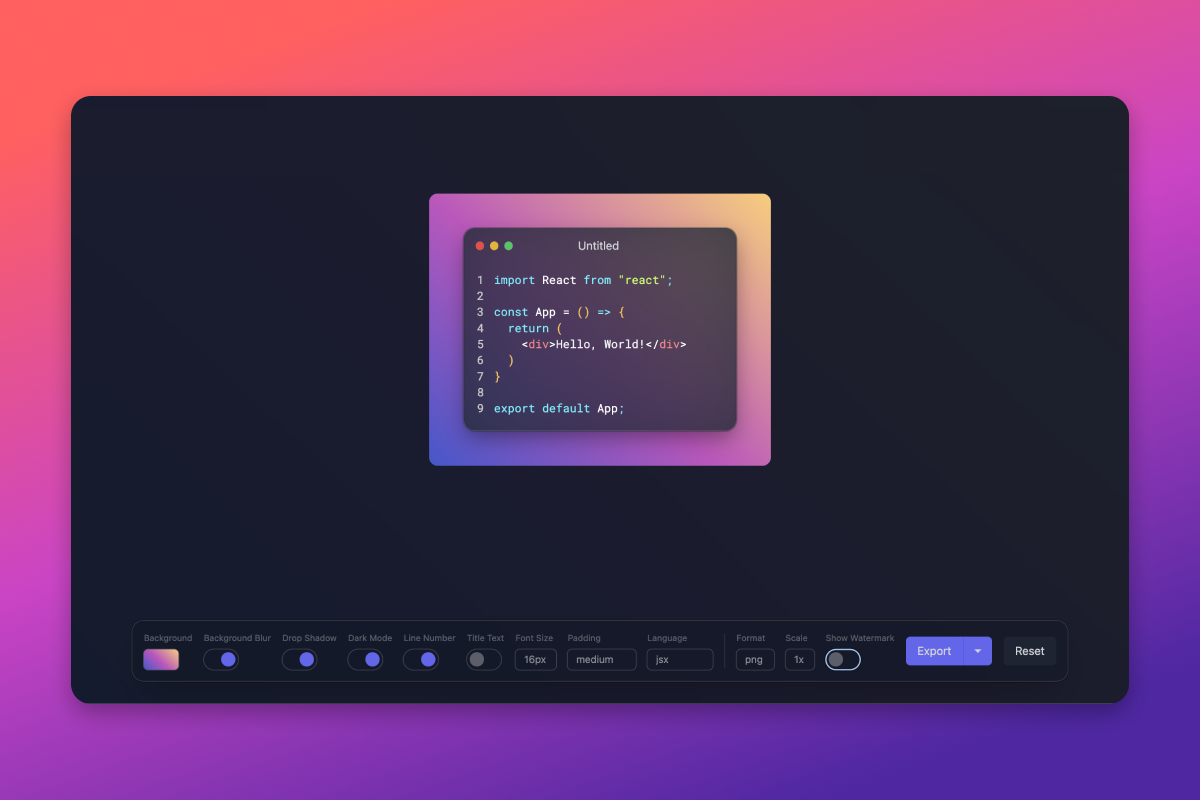 Untitled
1 import React from "react";
2
3 const App = () => {
4   return (
5     <div>Hello, World!</div>
6   )
7 }
8
9 export default App;
Background Background Blur Drop Shadow Dark Mode Line Number Title Text Font Size Padding Language Format Scale Show Watermark
16px medium jsx png 1x Export Reset